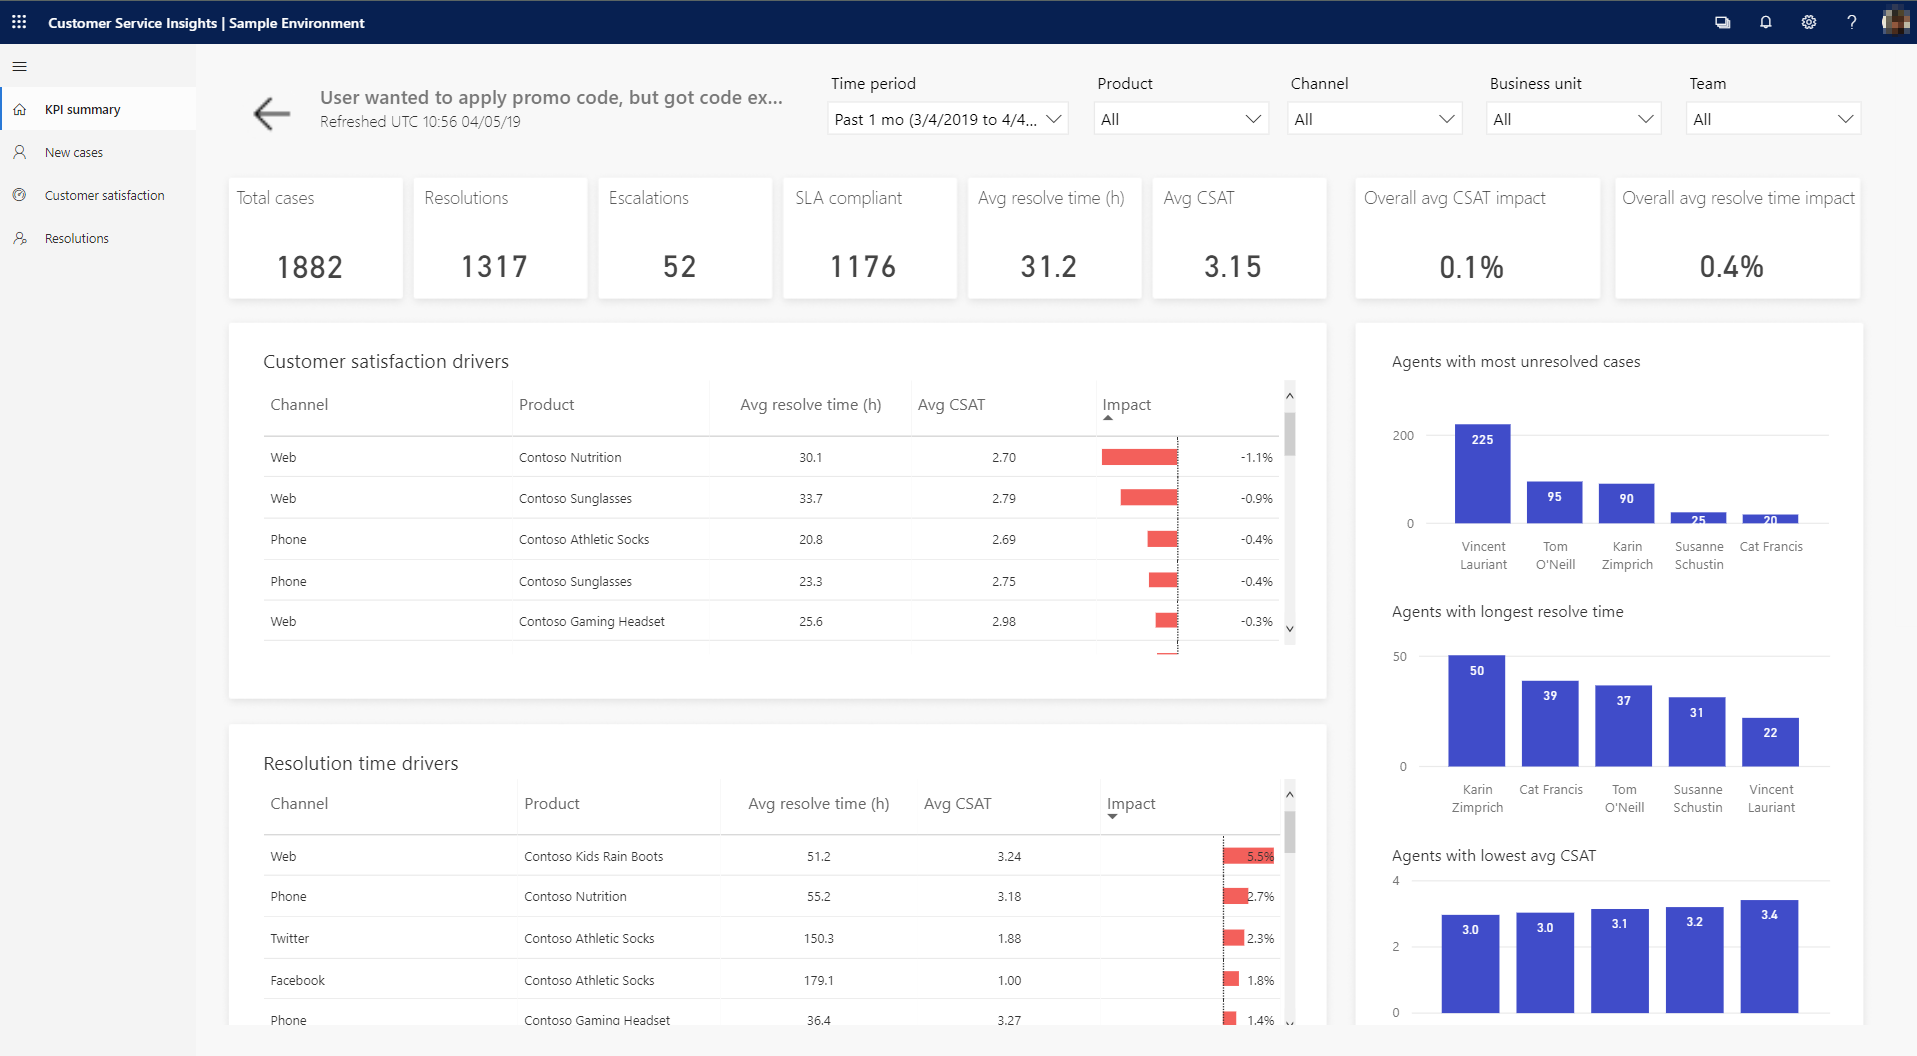 Customer Service Insights | Sample Environment
?
KPI summary
New cases
Customer satisfaction
Resolutions
User wanted to apply promo code, but got code ex...
Refreshed UTC 10:56 04/05/19
Time period
Past 1 mo (3/4/2019 to 4/4...
Product
All
Channel
All
Business unit
All
Team
All
Total cases
1882
Resolutions
1317
Escalations
52
SLA compliant
1176
Avg resolve time (h)
31.2
Avg CSAT
3.15
Overall avg CSAT impact
0.1%
Overall avg resolve time impact
0.4%
Customer satisfaction drivers
Channel Product Avg resolve time (h) Avg CSAT Impact
Web Contoso Nutrition 30.1 2.70 -1.1%
Web Contoso Sunglasses 33.7 2.79 -0.9%
Phone Contoso Athletic Socks 20.8 2.69 -0.4%
Phone Contoso Sunglasses 23.3 2.75 -0.4%
Web Contoso Gaming Headset 25.6 2.98 -0.3%
Resolution time drivers
Channel Product Avg resolve time (h) Avg CSAT Impact
Web Contoso Kids Rain Boots 51.2 3.24 5.5%
Phone Contoso Nutrition 55.2 3.18 2.7%
Twitter Contoso Athletic Socks 150.3 1.88 2.3%
Facebook Contoso Athletic Socks 179.1 1.00 1.8%
Phone Contoso Gaming Headset 36.4 3.27 1.4%
Agents with most unresolved cases
200
0
225 95 90 25 20
Vincent Lauriant
Tom O'Neill
Karin Zimprich
Susanne Schustin
Cat Francis
Agents with longest resolve time
50
0
50 39 37 31 22
Karin Zimprich
Cat Francis
Tom O'Neill
Susanne Schustin
Vincent Lauriant
Agents with lowest avg CSAT
4
2
0
3.0 3.0 3.1 3.2 3.4